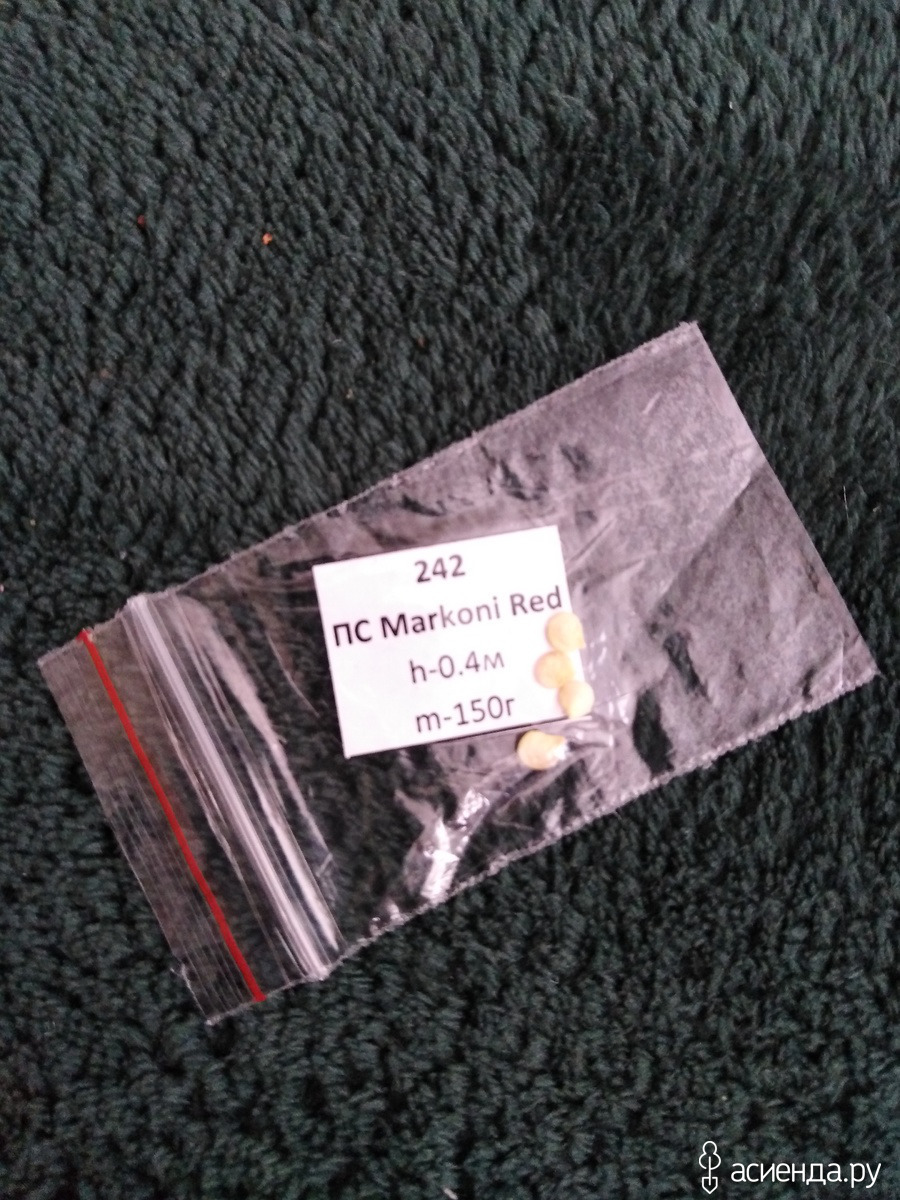 242
ПС Markoni Red
h-0.4м
m-150г
асиенда.ру